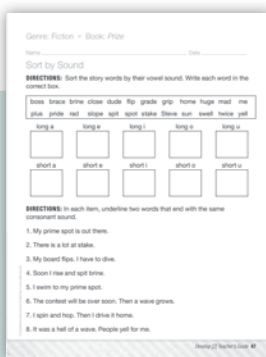 Genre: Fiction • Book: Prize
Name Date
Sort by Sound
DIRECTIONS: Sort the story words by their vowel sound. Write each word in the correct box.
boss brace brine close dude flip grade grip home huge mad me
plus pride rad slope spit spot stake Steve sun swell twice yell
long a long e long i long o long u
short a short e short i short o short u
DIRECTIONS: In each item, underline two words that end with the same
consonant sound.
1. My prime spot is out there.
2. There is a lot at stake.
3. My board flips. I have to dive.
4. Soon I rise and spit brine.
5. I swim to my prime spot.
6. The contest will be over soon. Then a wave grows.
7. I spin and hop. Then I drive it home.
8. It was a hell of a wave. People yell for me.
Develop Teacher's Guide 47